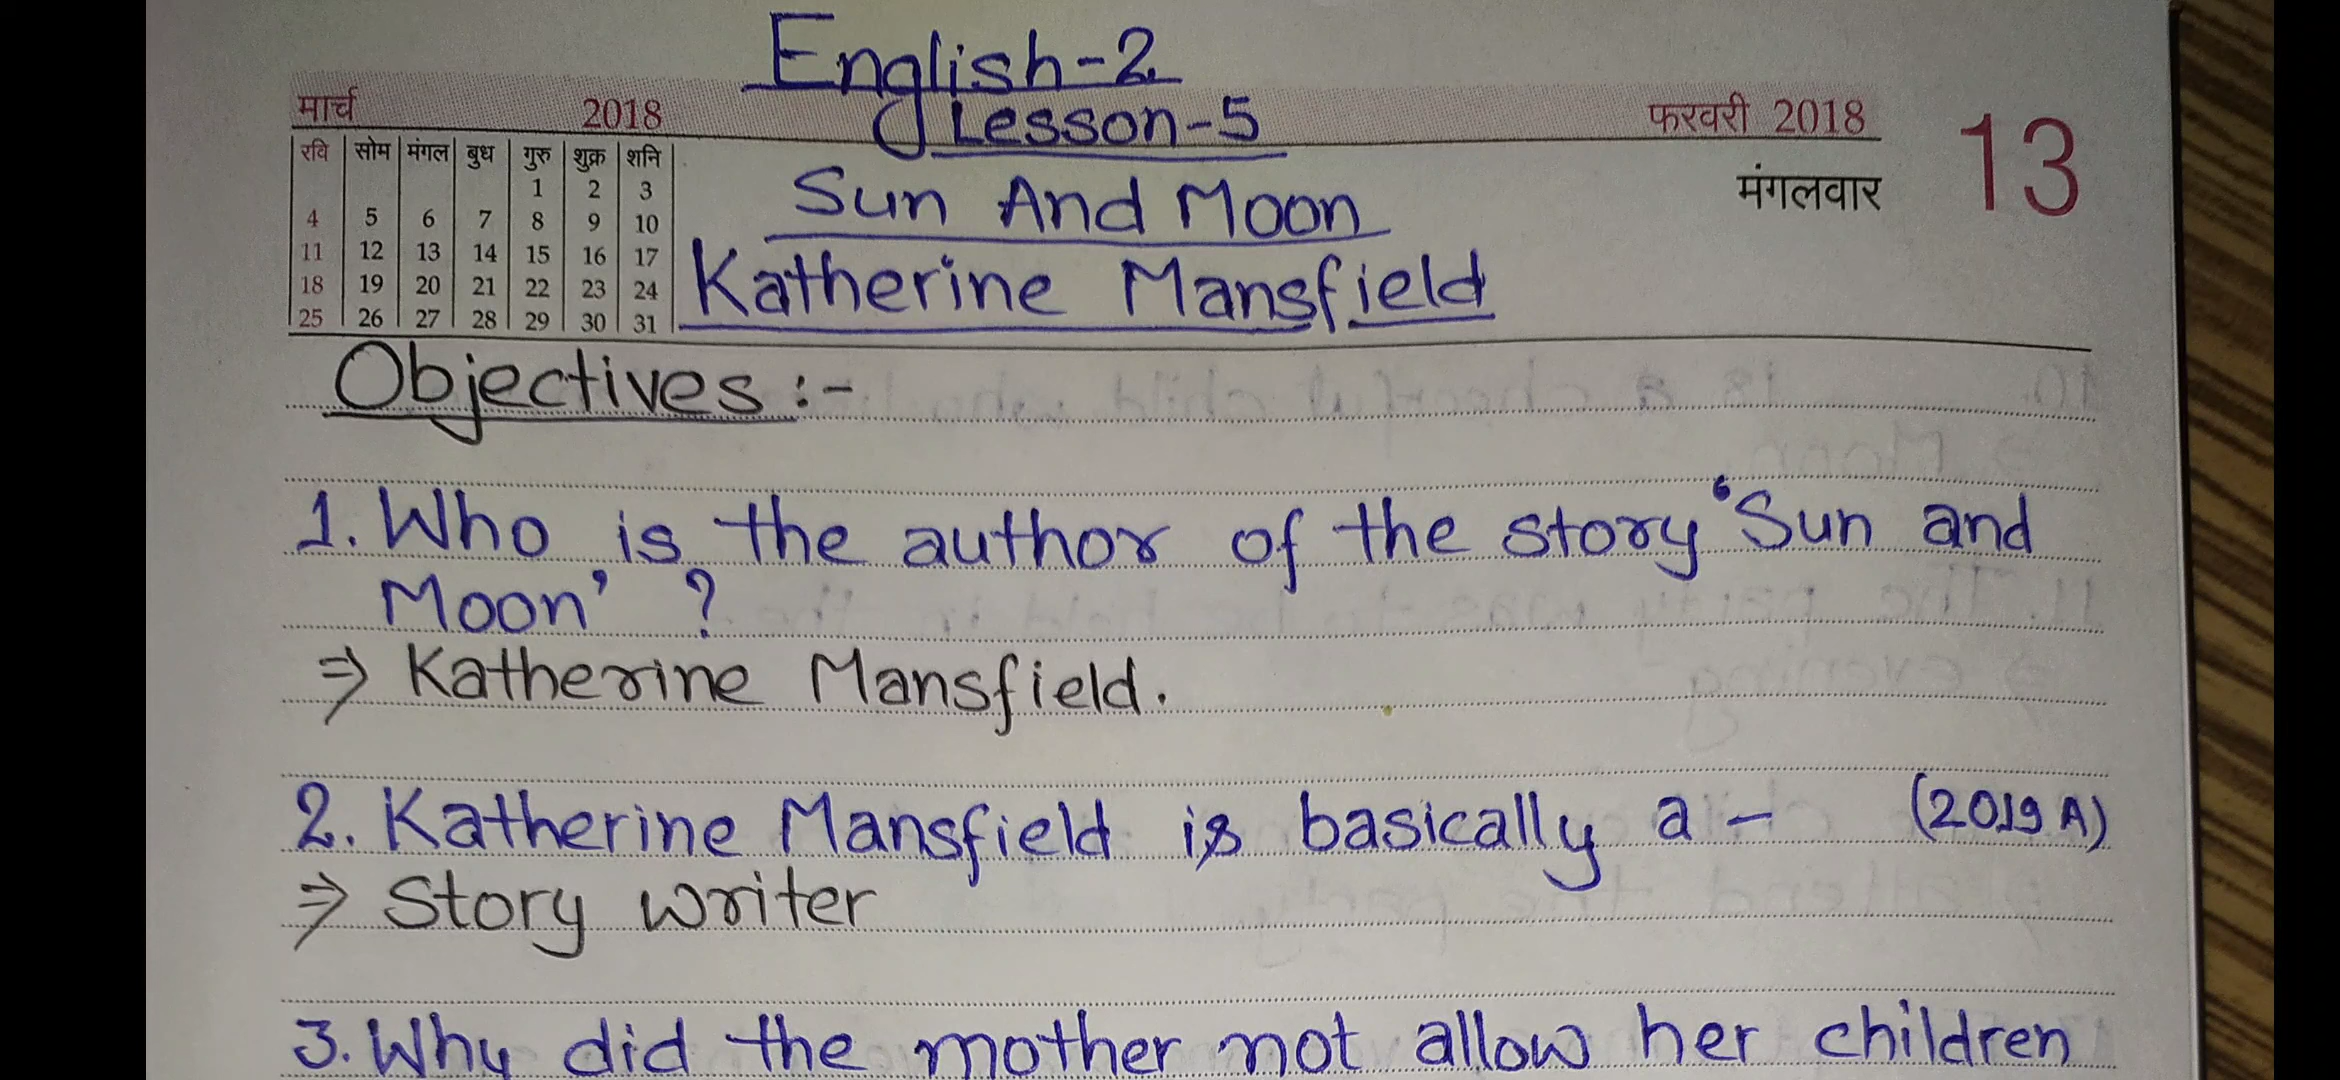 English-2
मार्च 2018
Lesson-5
फरवरी 2018
13
मंगलवार
रवि सोम मंगल बुध गुरु शुक्र शनि
1 2 3
4 5 6 7 8 9 10
11 12 13 14 15 16 17
18 19 20 21 22 23 24
25 26 27 28 29 30 31
Sun And Moon
Katherine Mansfield
Objectives :-
1. Who is the author of the story 'Sun and
Moon' ?
⇒ Katherine Mansfield.
2. Katherine Mansfield is basically a - (2019 A)
⇒ Story writer
3. Why did the mother not allow her children